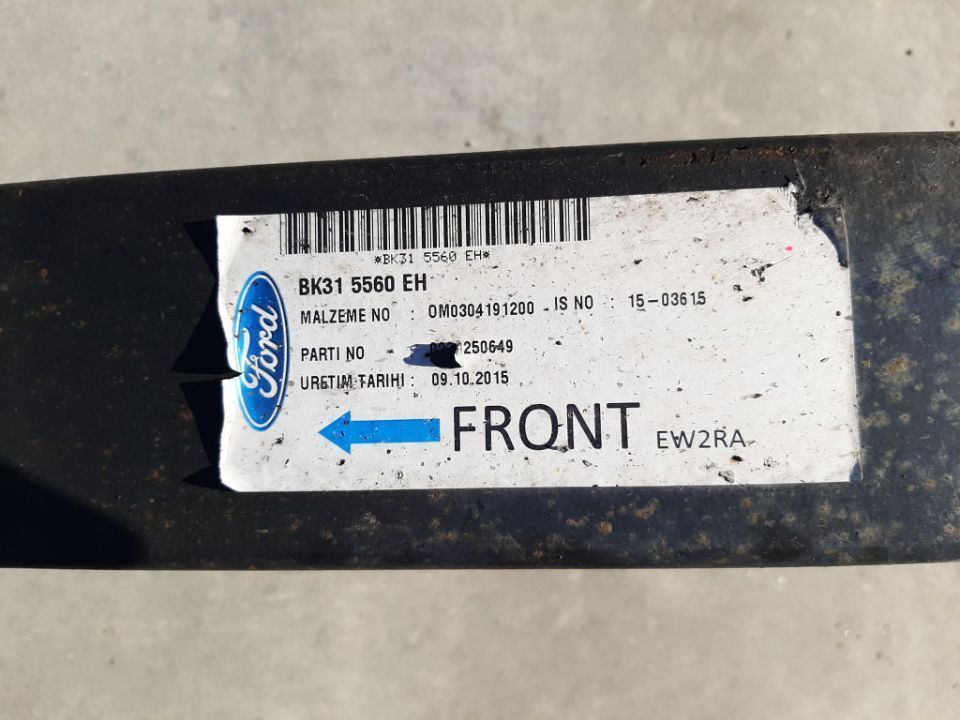 *BK31 5560 EH*
BK31 5560 EH
MALZEME NO : OM0304191200 IS NO : 15-03615
PARTI NO
URETIM TARIHI : 09.10.2015
Ford
FRONT EW2RA